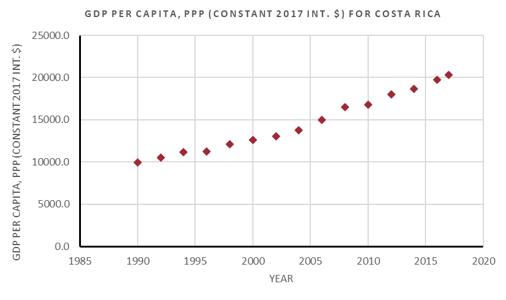 GDP PER CAPITA, PPP (CONSTANT 2017 INT. $) FOR COSTA RICA
GDP PER CAPITA, PPP (CONSTANT 2017 INT. $)
25000.0
20000.0
15000.0
10000.0
5000.0
0.0
1985 1990 1995 2000 2005 2010 2015 2020
YEAR